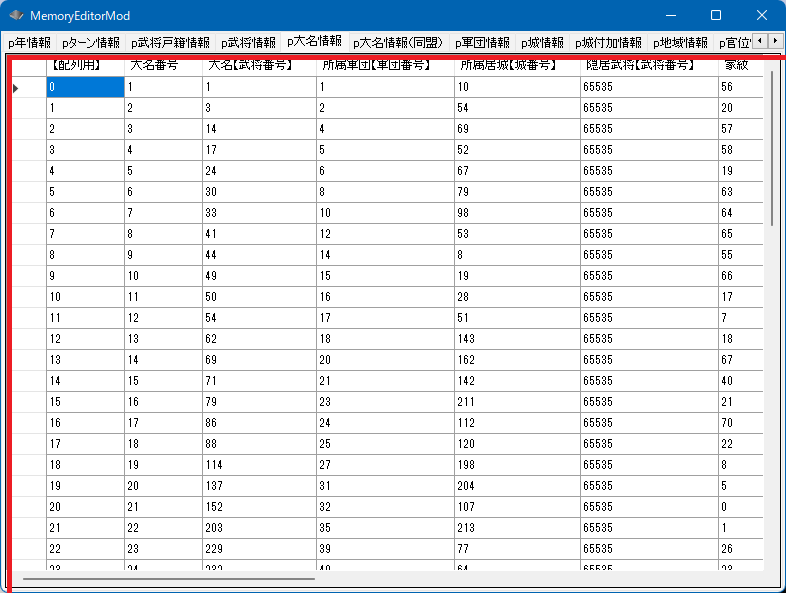 MemoryEditorMod
p年情報 pターン情報 p武将戸籍情報 p武将情報 p大名情報 p大名情報(同盟) p軍団情報 p城情報 p城付加情報 p地域情報 p官位
【配列用】 大名番号 大名【武将番号】 所属軍団【軍団番号】 所属居城【城番号】 隠居武将【武将番号】 家紋
0 1 1 1 10 65535 56
1 2 3 2 54 65535 20
2 3 14 4 69 65535 57
3 4 17 5 52 65535 58
4 5 24 6 67 65535 19
5 6 30 8 79 65535 63
6 7 33 10 98 65535 64
7 8 41 12 53 65535 65
8 9 44 14 8 65535 55
9 10 49 15 19 65535 66
10 11 50 16 28 65535 17
11 12 54 17 51 65535 7
12 13 62 18 143 65535 18
13 14 69 20 162 65535 67
14 15 71 21 142 65535 40
15 16 79 23 211 65535 21
16 17 86 24 112 65535 70
17 18 88 25 120 65535 22
18 19 114 27 198 65535 8
19 20 137 31 204 65535 5
20 21 152 32 107 65535 0
21 22 203 35 213 65535 1
22 23 229 39 77 65535 26
23 24 232 40 64 65535 23